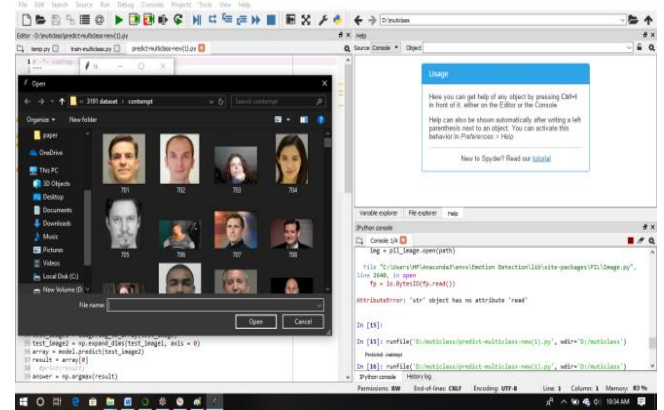 File Edit Search Source Run Debug Consoles Projects Tools View Help
D:\muticlass
Editor - D:\muticlass\predict-multiclass-new(1).py
temp.py train-multiclass.py predict-multiclass-new(1).py
Open
3191 dataset > contempt
Search contempt
Organize New folder
paper
OneDrive
This PC
3D Objects
Desktop
Documents
Downloads
Music
Pictures
Videos
Local Disk (C:)
New Volume (D:
701 702 703 704
705 706 707 708
File name:
Open Cancel
test_image2 = np.expand_dims(test_image1, axis = 0)
array = model.predict(test_image2)
result = array[0]
#print(result)
answer = np.argmax(result)
Help
Source Console Object
Usage
Here you can get help of any object by pressing Ctrl+I
in front of it, either on the Editor or the Console.
Help can also be shown automatically after writing a left
parenthesis next to an object. You can activate this
behavior in Preferences > Help.
New to Spyder? Read our tutorial
Variable explorer File explorer Help
IPython console
Console 1/A
img = pil_image.open(path)
File "C:\Users\HP\Anaconda3\envs\Emotion Detection\lib\site-packages\PIL\Image.py",
line 2640, in open
fp = io.BytesIO(fp.read())
AttributeError: 'str' object has no attribute 'read'
In [15]:
In [15]: runfile('D:/muticlass/predict-multiclass-new(1).py', wdir='D:/muticlass')
Predicted: contempt
In [16]: runfile('D:/muticlass/predict-multiclass-new(1).py', wdir='D:/muticlass')
IPython console History log
Permissions: RW End-of-lines: CRLF Encoding: UTF-8 Line: 1 Column: 1 Memory: 83 %
10:34 AM